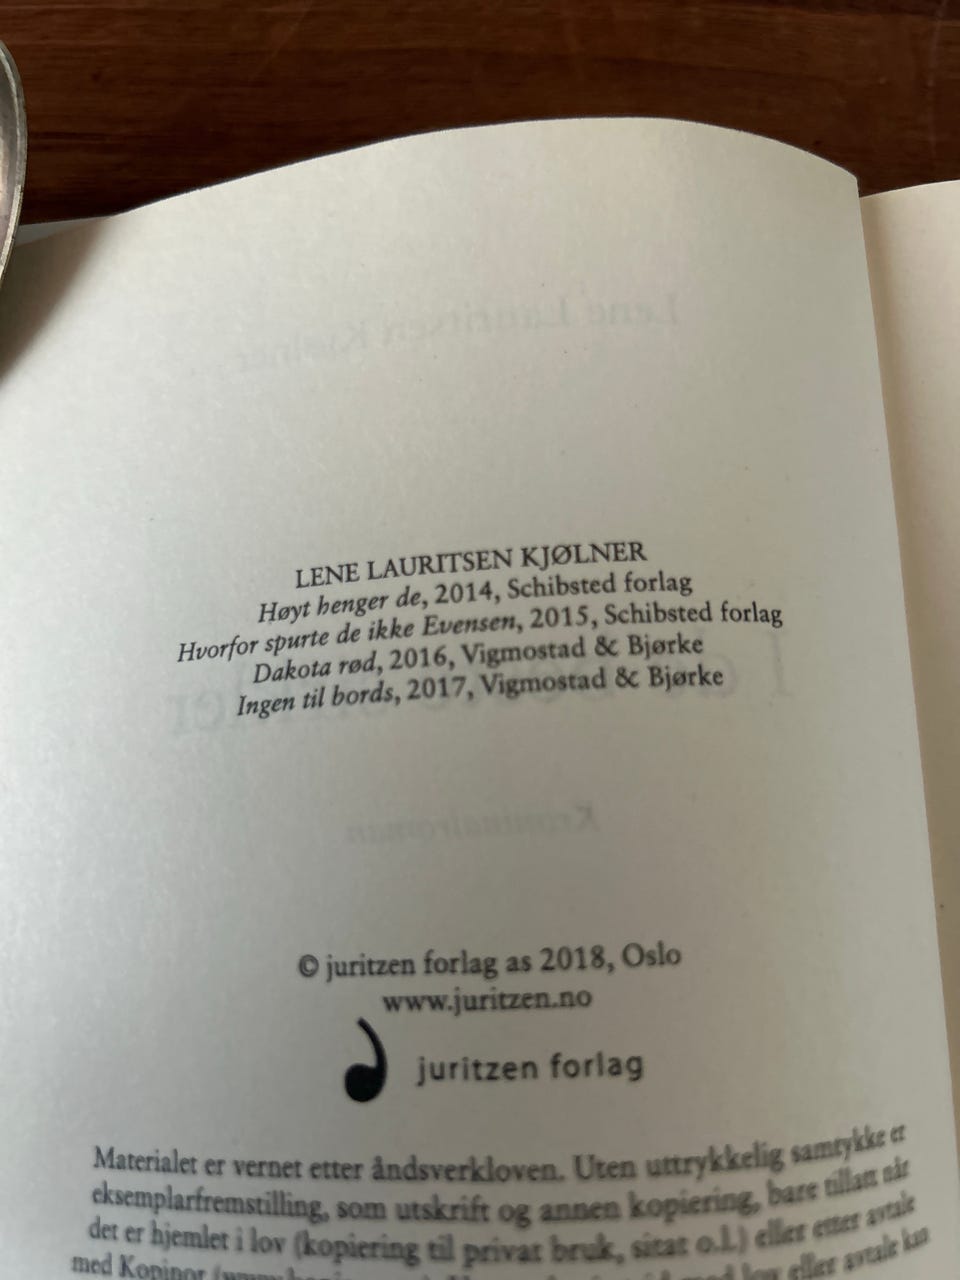 LENE LAURITSEN KJØLNER
Høyt henger de, 2014, Schibsted forlag
Hvorfor spurte de ikke Evensen, 2015, Schibsted forlag
Dakota rød, 2016, Vigmostad & Bjørke
Ingen til bords, 2017, Vigmostad & Bjørke
© juritzen forlag as 2018, Oslo
www.juritzen.no
juritzen forlag
Materialet er vernet etter åndsverkloven. Uten uttrykkelig samtykke er
eksemplarfremstilling, som utskrift og annen kopiering, bare tillatt når
det er hjemlet i lov (kopiering til privat bruk, sitat o.l.) eller etter avtale
med Kopinor